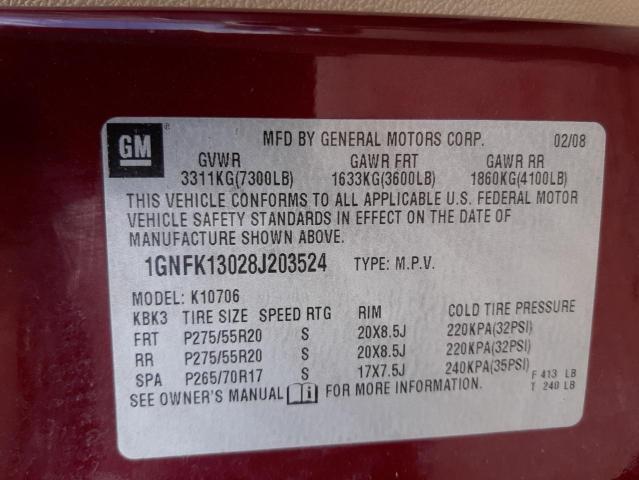 GM ® MFD BY GENERAL MOTORS CORP. 02/08
GVWR GAWR FRT GAWR RR
3311KG(7300LB) 1633KG(3600LB) 1860KG(4100LB)
THIS VEHICLE CONFORMS TO ALL APPLICABLE U.S. FEDERAL MOTOR
VEHICLE SAFETY STANDARDS IN EFFECT ON THE DATE OF
MANUFACTURE SHOWN ABOVE.
1GNFK13028J203524 TYPE: M.P.V.
MODEL: K10706
KBK3 TIRE SIZE SPEED RTG RIM COLD TIRE PRESSURE
FRT P275/55R20 S 20X8.5J 220KPA(32PSI)
RR P275/55R20 S 20X8.5J 220KPA(32PSI)
SPA P265/70R17 S 17X7.5J 240KPA(35PSI) F 413 LB
SEE OWNER'S MANUAL i FOR MORE INFORMATION. T 240 LB